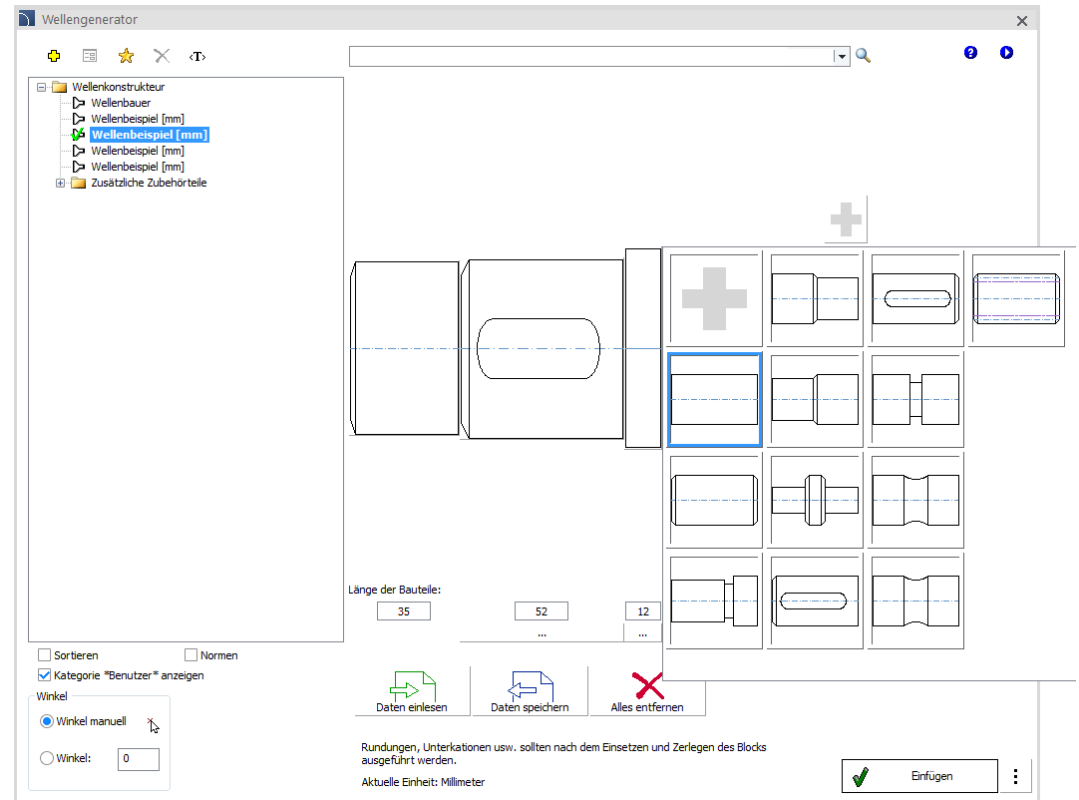 Wellengenerator
<T>
Wellenkonstrukteur
Wellenbauer
Wellenbeispiel [mm]
Wellenbeispiel [mm]
Wellenbeispiel [mm]
Wellenbeispiel [mm]
Zusätzliche Zubehörteile
Länge der Bauteile:
35 52 12
... ...
Sortieren Normen
Kategorie "Benutzer" anzeigen
Winkel
Winkel manuell
Winkel: 0
Daten einlesen Daten speichern Alles entfernen
Rundungen, Unterkationen usw. sollten nach dem Einsetzen und Zerlegen des Blocks
ausgeführt werden.
Aktuelle Einheit: Millimeter
Einfügen